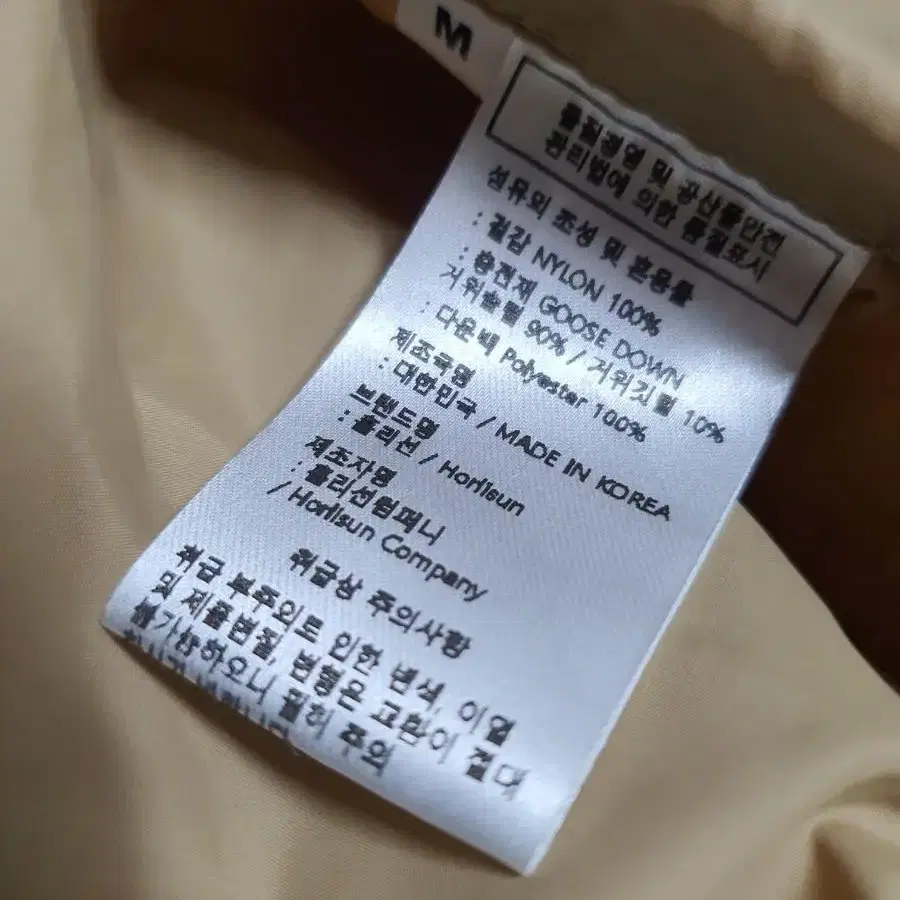 M
품질경영 및 공산품안전
관리법에 의한 품질표시
섬유의 조성 및 혼용률
: 겉감 NYLON 100%
: 충전재 GOOSE DOWN
거위솜털 90% / 거위깃털 10%
: 다운백 Polyester 100%
제조국명
: 대한민국 / MADE IN KOREA
브랜드명
: 홀리선 / Horlisun
제조자명
: 홀리선컴퍼니
/ Horlisun Company
취급상 주의사항
취급 부주의로 인한 변색, 이염
및 제품변질, 변형은 교환이 절대
불가능하오니 필히 주의